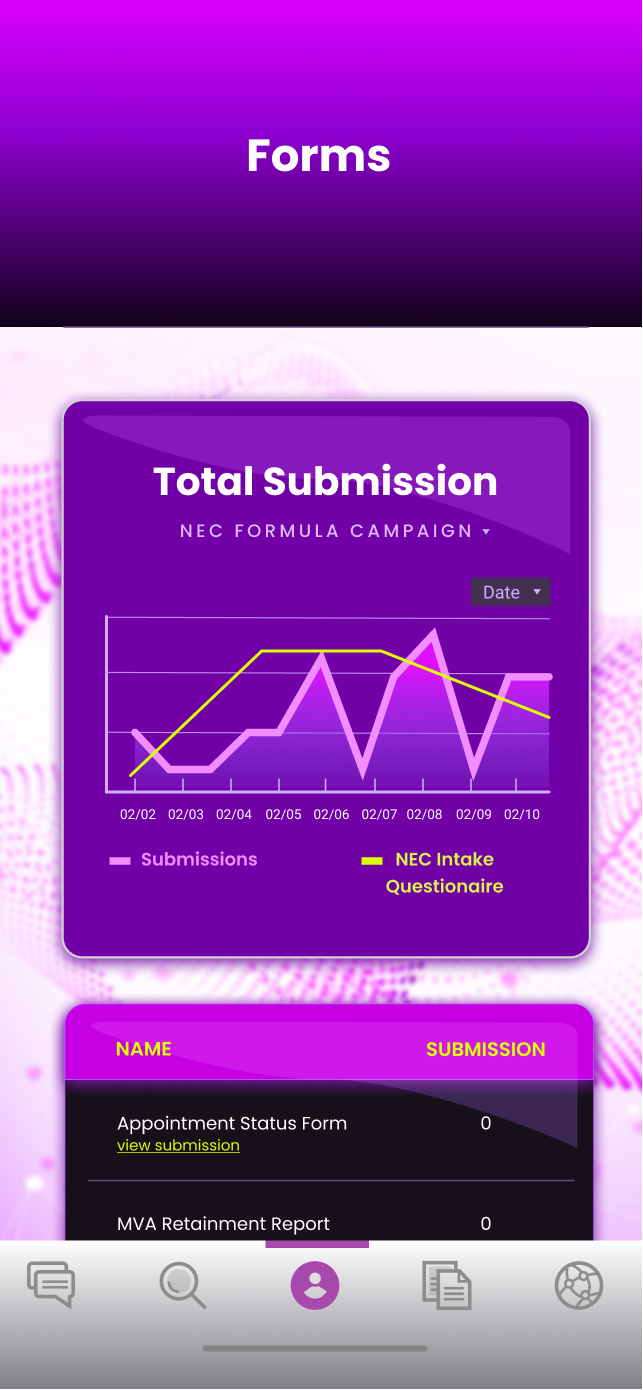 Forms
Total Submission
NEC FORMULA CAMPAIGN
Date
02/02 02/03 02/04 02/05 02/06 02/07 02/08 02/09 02/10
Submissions
NEC Intake
Questionaire
NAME SUBMISSION
Appointment Status Form 0
view submission
MVA Retainment Report 0